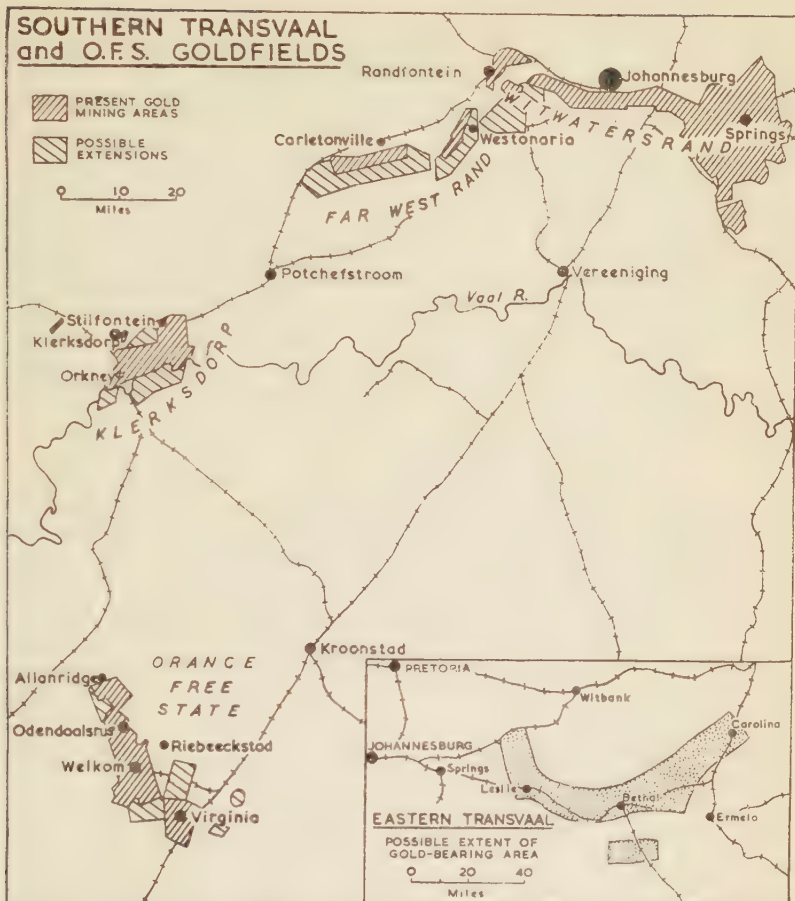 SOUTHERN TRANSVAAL
and O.F.S. GOLDFIELDS
PRESENT GOLD
MINING AREAS
POSSIBLE
EXTENSIONS
0 10 20
Miles
Randfontein
Johannesburg
WITWATERSRAND
Springs
Carletonville
Westonaria
FAR WEST RAND
Potchefstroom
Vereeniging
Vaal R.
Stilfontein
Klerksdorp
Orkney
KLERKSDORP
Kroonstad
ORANGE
FREE
STATE
Allanridge
Odendaalsrus
Riebeeckstad
Welkom
Virginia
PRETORIA
Witbank
Carolina
JOHANNESBURG
Springs
Leslie
Bethal
Ermelo
EASTERN TRANSVAAL
POSSIBLE EXTENT OF
GOLD-BEARING AREA
0 20 40
Miles